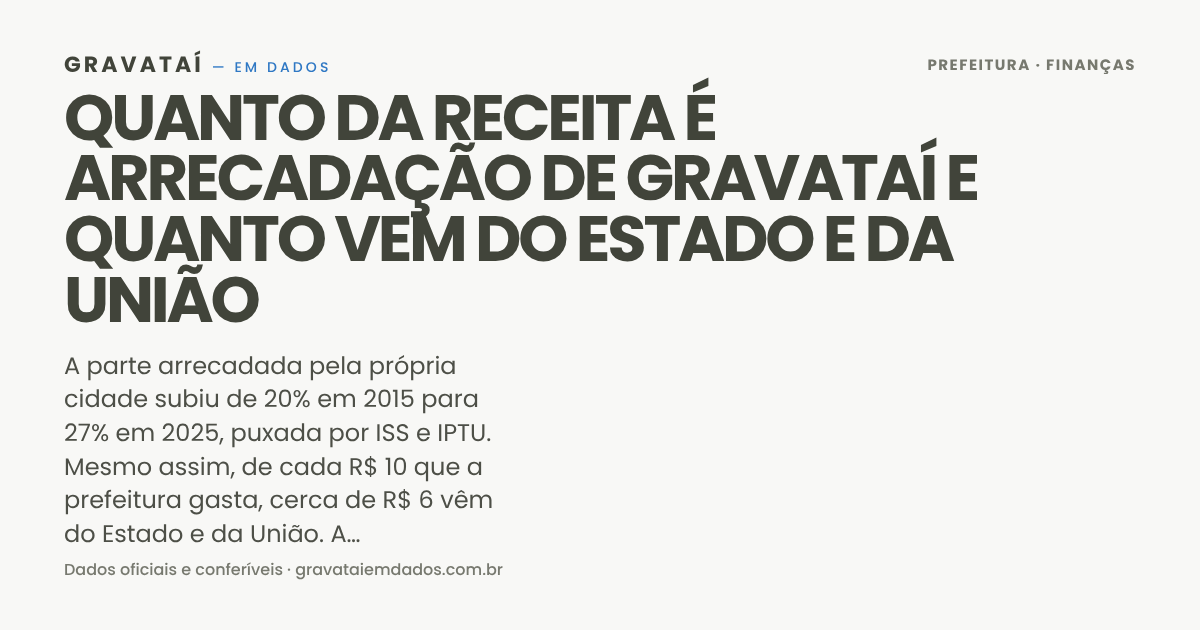 GRAVATAÍ — EM DADOS
PREFEITURA · FINANÇAS
QUANTO DA RECEITA É
ARRECADAÇÃO DE GRAVATAÍ E
QUANTO VEM DO ESTADO E DA
UNIÃO
A parte arrecadada pela própria
cidade subiu de 20% em 2015 para
27% em 2025, puxada por ISS e IPTU.
Mesmo assim, de cada R$ 10 que a
prefeitura gasta, cerca de R$ 6 vêm
do Estado e da União. A...
Dados oficiais e conferíveis · gravataiemdados.com.br